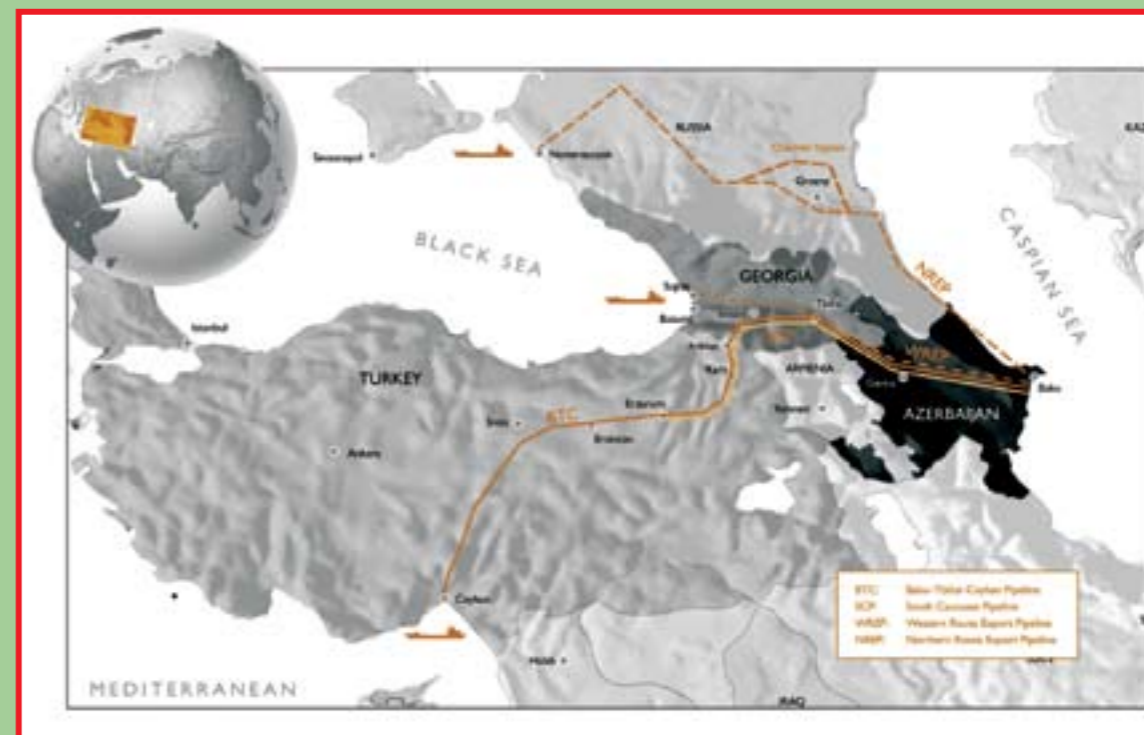 RUSSIA
Sevastopol
Novorossiysk
Grozny
BLACK SEA
CASPIAN SEA
NREP
GEORGIA
Supsa
Tbilisi
Batumi
Istanbul
TURKEY
Kars
ARMENIA
WREP
Baku
AZERBAIJAN
Yerevan
BTC
Erzurum
Sivas
Erzincan
Ankara
Ceyhan
BTC: Baku-Tbilisi-Ceyhan Pipeline
SCP: South Caucasus Pipeline
WREP: Western Route Export Pipeline
NREP: Northern Route Export Pipeline
MEDITERRANEAN
IRAQ